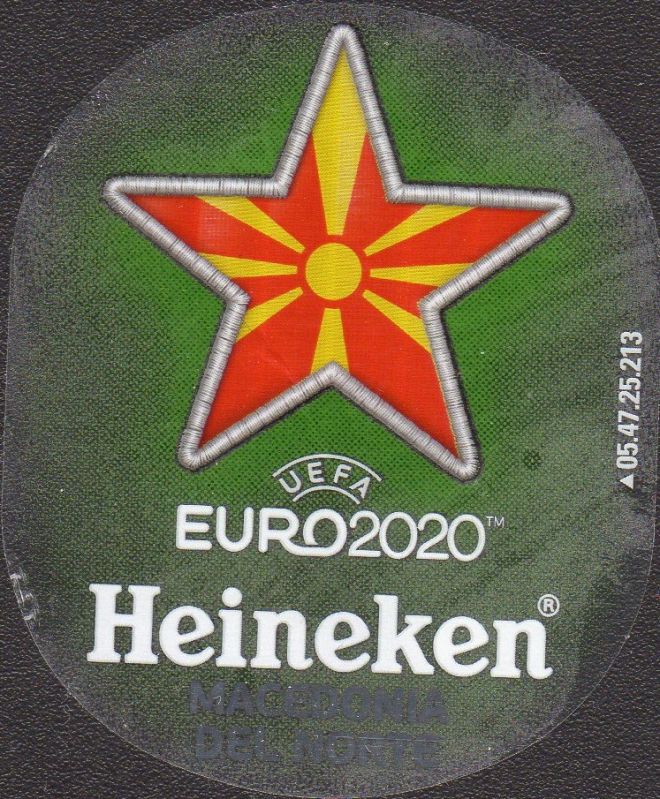 UEFA
EURO2020™
Heineken®
MACEDONIA
DEL NORTE
▲05.47.25.213